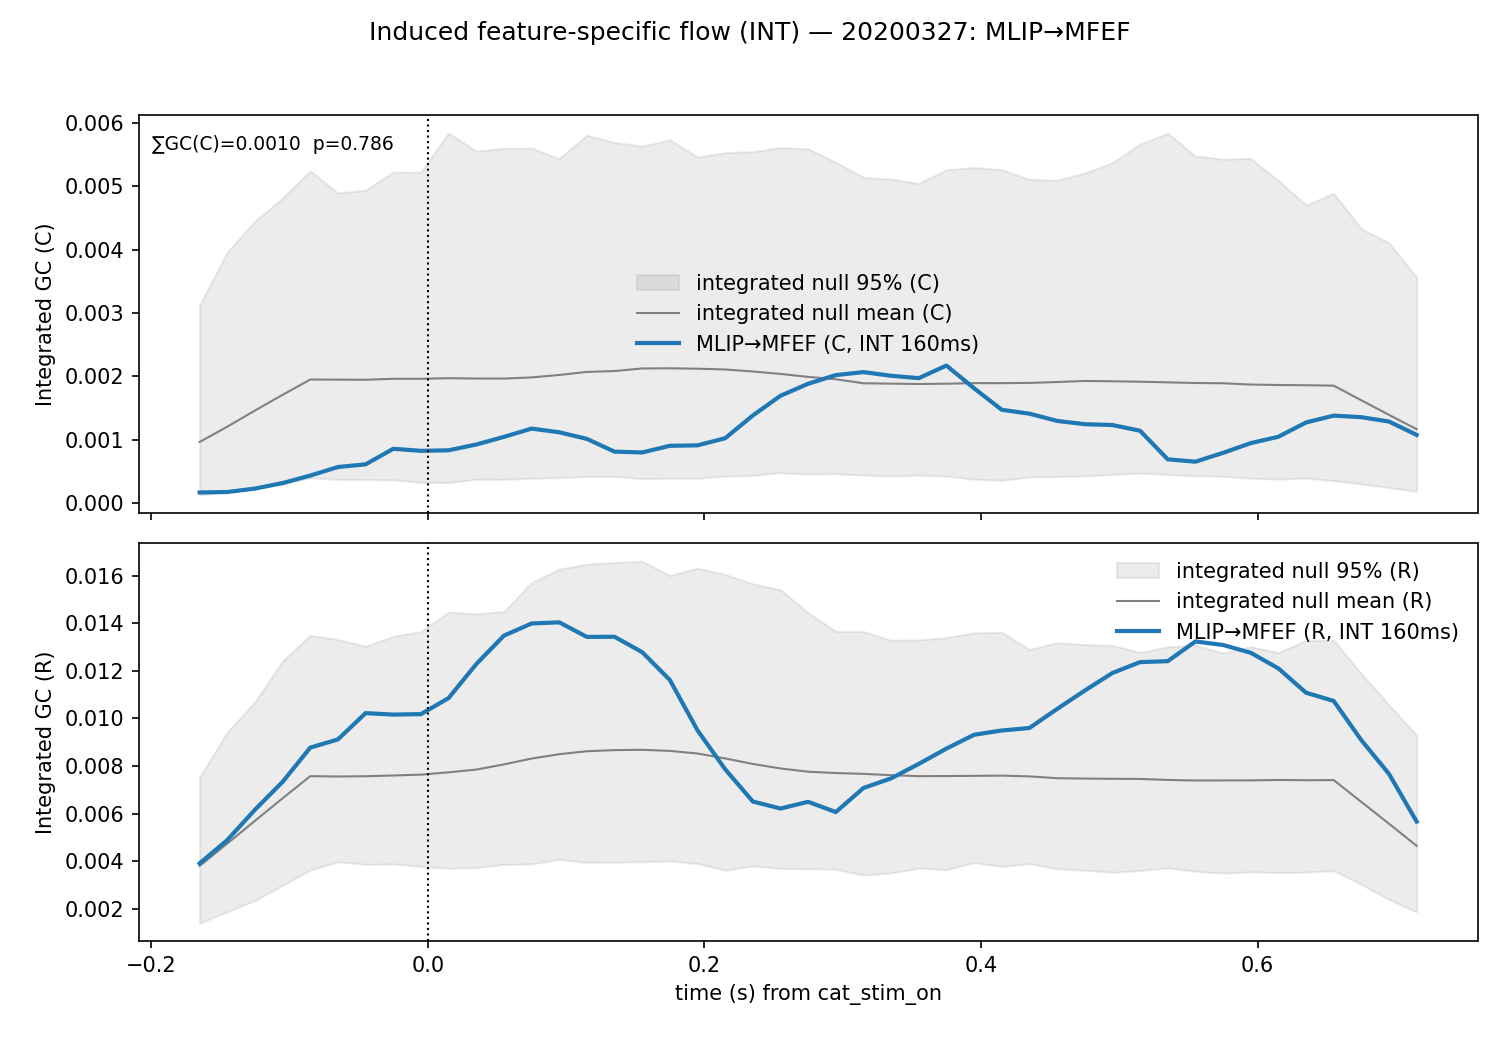 Induced feature-specific flow (INT) — 20200327: MLIP→MFEF
∑GC(C)=0.0010  p=0.786
Integrated GC (C)
0.006
0.005
0.004
0.003
0.002
0.001
0.000
integrated null 95% (C)
integrated null mean (C)
MLIP→MFEF (C, INT 160ms)
Integrated GC (R)
0.016
0.014
0.012
0.010
0.008
0.006
0.004
0.002
integrated null 95% (R)
integrated null mean (R)
MLIP→MFEF (R, INT 160ms)
−0.2 0.0 0.2 0.4 0.6
time (s) from cat_stim_on